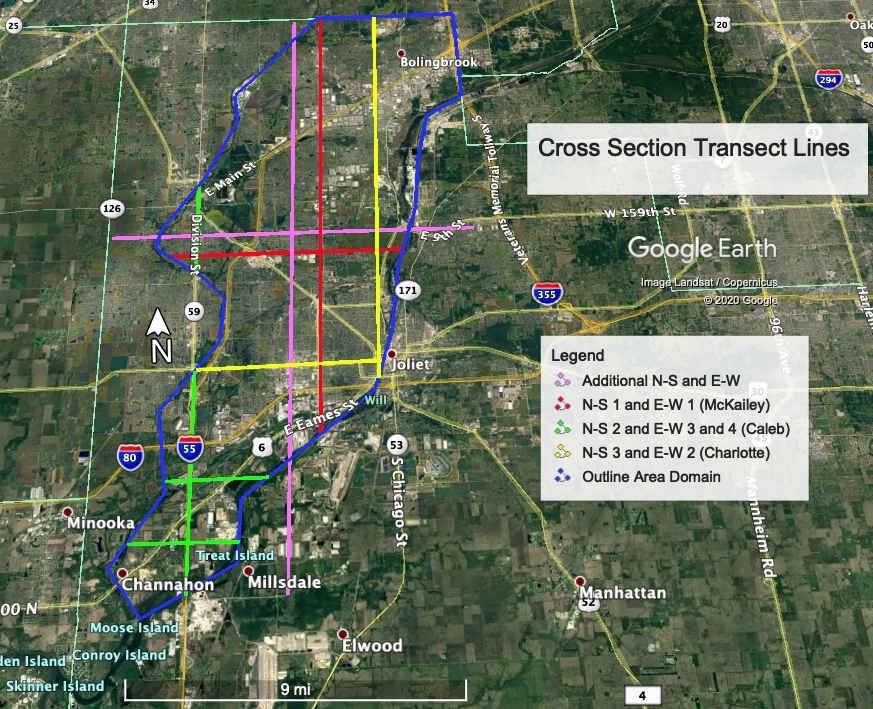 34
25
20
Oak
50
Bolingbrook
294
43
7
Cross Section Transect Lines
Veterans Memorial Tollway S
Wolf Rd
E Main St
126
Division St
W 159th St
E 9th St
Google Earth
Image Landsat / Copernicus
© 2020 Google
171
355
59
N
96th Ave
Harlem
Joliet
Legend
Additional N-S and E-W
N-S 1 and E-W 1 (McKailey)
N-S 2 and E-W 3 and 4 (Caleb)
N-S 3 and E-W 2 (Charlotte)
Outline Area Domain
30
45
Will
E Eames St
80
55
6
53
S Chicago St
Mannheim Rd
Minooka
Treat Island
Channahon
Millsdale
Manhattan
52
00 N
Moose Island
Elwood
Conroy Island
den Island
Skinner Island
9 mi
4